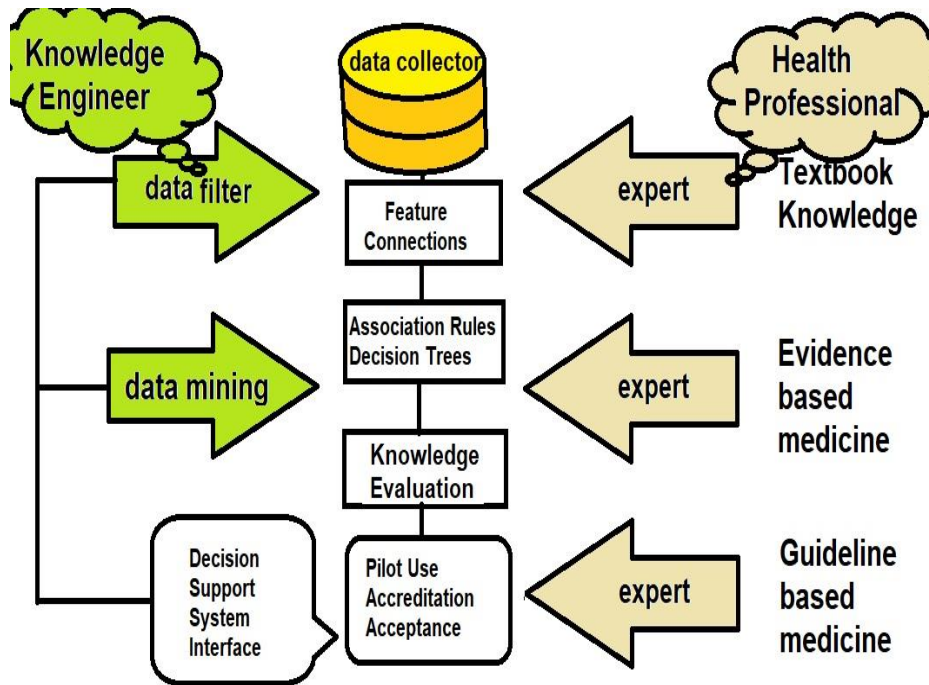 Knowledge
Engineer
data collector
Health
Professional
data filter
Feature
Connections
expert
Textbook
Knowledge
data mining
Association Rules
Decision Trees
expert
Evidence
based
medicine
Knowledge
Evaluation
Decision
Support
System
Interface
Pilot Use
Accreditation
Acceptance
expert
Guideline
based
medicine